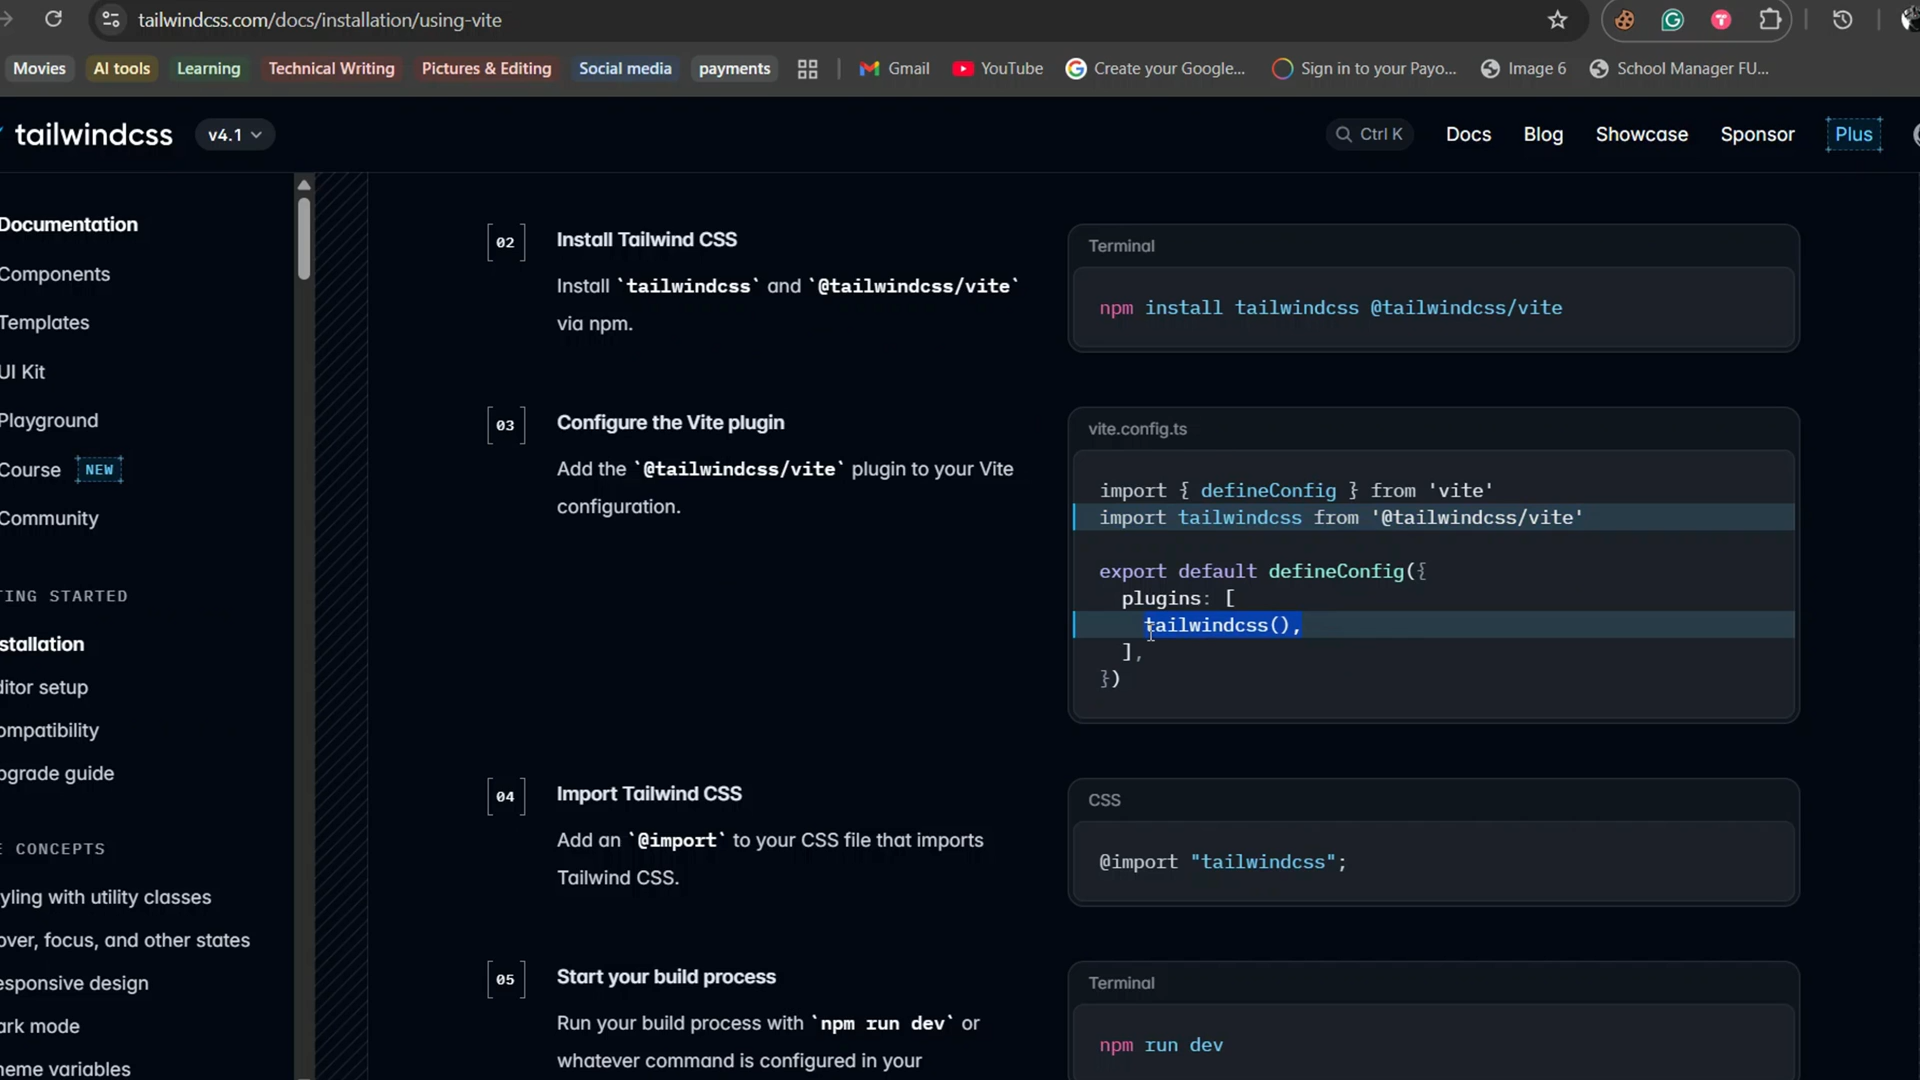 tailwindcss.com/docs/installation/using-vite
Movies
AI tools
Learning
Technical Writing
Pictures & Editing
Social media
payments
Gmail
YouTube
Create your Google...
Sign in to your Payo...
Image 6
School Manager FU...
tailwindcss
v4.1
Ctrl K
Docs
Blog
Showcase
Sponsor
Plus
Documentation
Components
Templates
UI Kit
Playground
Course NEW
Community
TING STARTED
stallation
ditor setup
ompatibility
pgrade guide
E CONCEPTS
yling with utility classes
over, focus, and other states
esponsive design
ark mode
heme variables
02
Install Tailwind CSS
Install `tailwindcss` and `@tailwindcss/vite`
via npm.
Terminal
npm install tailwindcss @tailwindcss/vite
03
Configure the Vite plugin
Add the `@tailwindcss/vite` plugin to your Vite
configuration.
vite.config.ts
import { defineConfig } from 'vite'
import tailwindcss from '@tailwindcss/vite'
export default defineConfig({
plugins: [
tailwindcss(),
],
})
04
Import Tailwind CSS
Add an `@import` to your CSS file that imports
Tailwind CSS.
CSS
@import "tailwindcss";
05
Start your build process
Run your build process with `npm run dev` or
whatever command is configured in your
Terminal
npm run dev